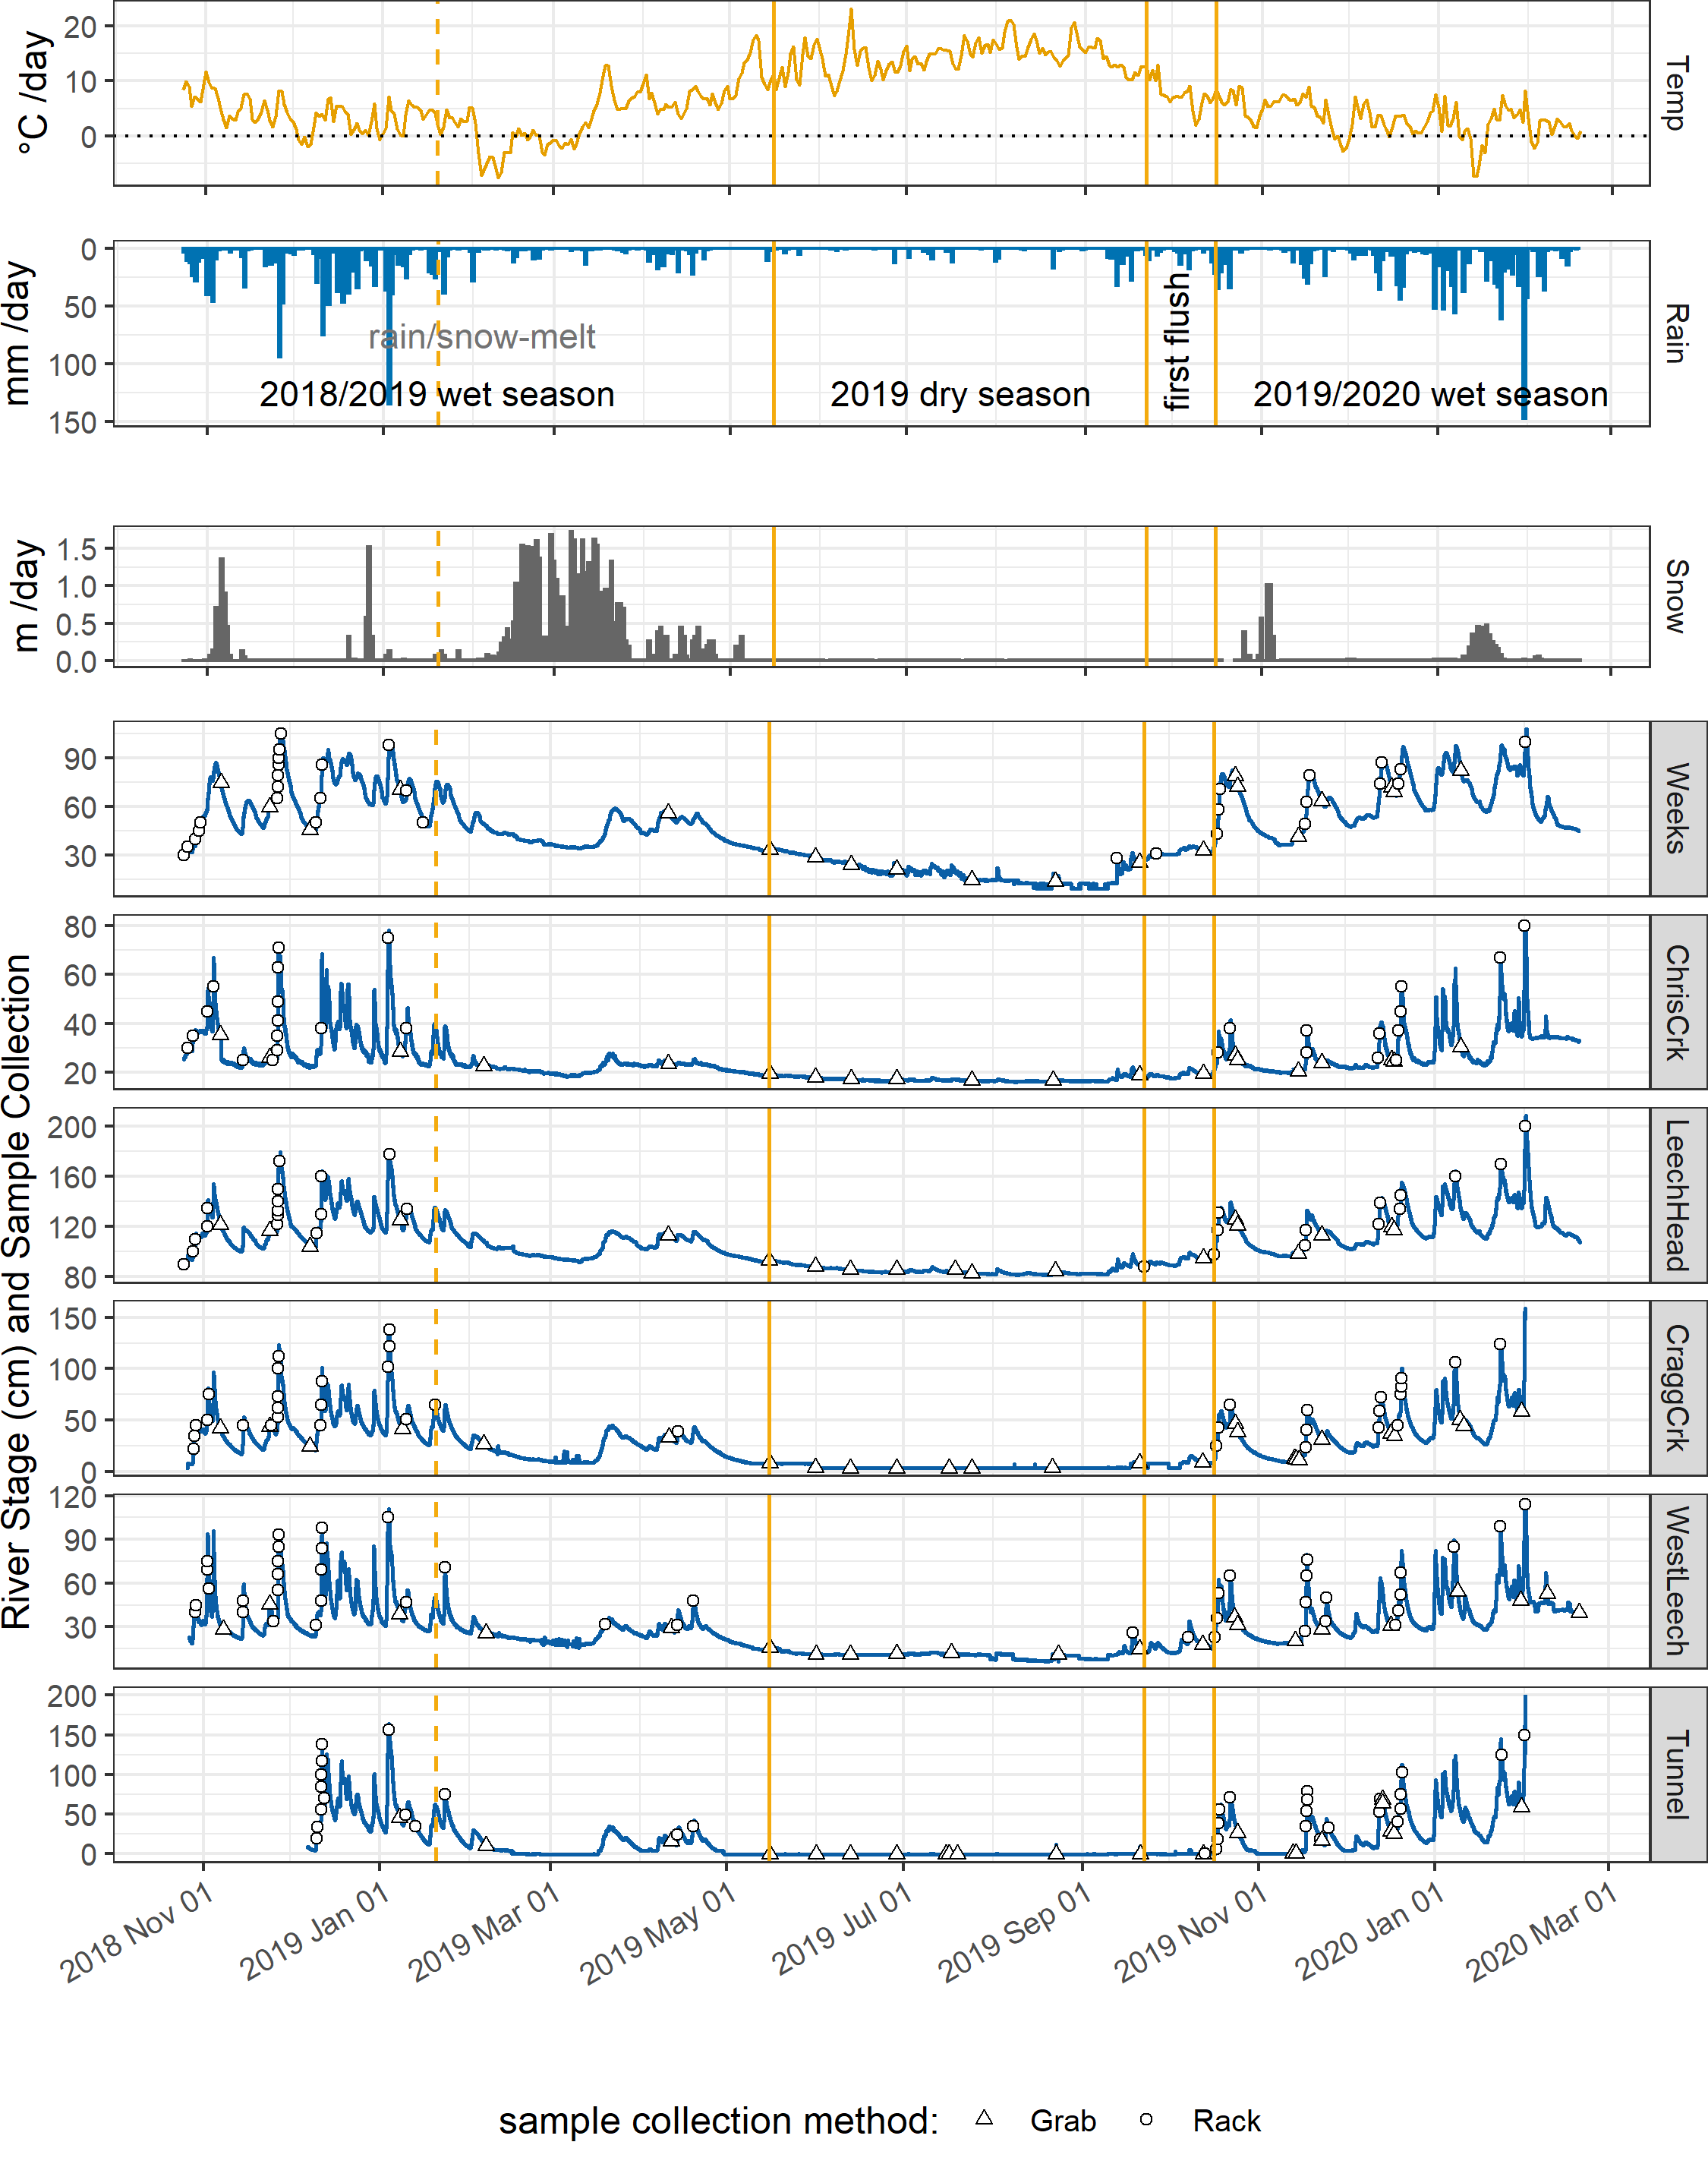 °C /day
20
10
0
Temp
mm /day
0
50
100
150
rain/snow-melt
2018/2019 wet season
2019 dry season
first flush
2019/2020 wet season
Rain
m /day
1.5
1.0
0.5
0.0
Snow
River Stage (cm) and Sample Collection
90
60
30
Weeks
80
60
40
20
ChrisCrk
200
160
120
80
LeechHead
150
100
50
0
CraggCrk
120
90
60
30
WestLeech
200
150
100
50
0
Tunnel
2018 Nov 01
2019 Jan 01
2019 Mar 01
2019 May 01
2019 Jul 01
2019 Sep 01
2019 Nov 01
2020 Jan 01
2020 Mar 01
sample collection method: Grab Rack